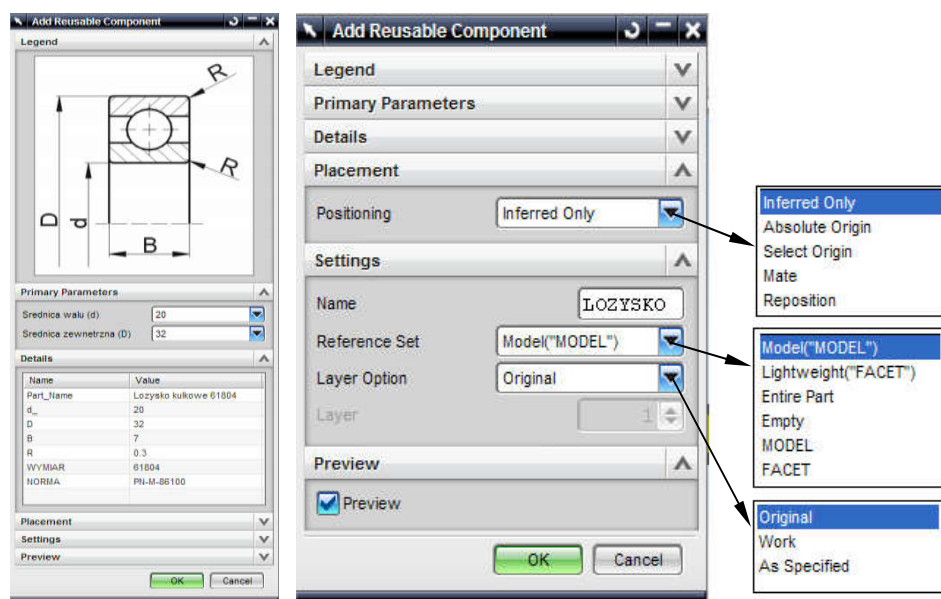 Add Reusable Component
Legend
R
R
D
d
B
Primary Parameters
Srednica walu (d) 20
Srednica zewnetrzna (D) 32
Details
Name Value
Part_Name Lozysko kulkowe 61804
d_ 20
D 32
B 7
R 0.3
WYMIAR 61804
NORMA PN-M-86100
Placement
Settings
Preview
OK Cancel
Add Reusable Component
Legend
Primary Parameters
Details
Placement
Positioning Inferred Only
Settings
Name LOZYSKO
Reference Set Model("MODEL")
Layer Option Original
Layer 1
Preview
Preview
OK Cancel
Inferred Only
Absolute Origin
Select Origin
Mate
Reposition
Model("MODEL")
Lightweight("FACET")
Entire Part
Empty
MODEL
FACET
Original
Work
As Specified